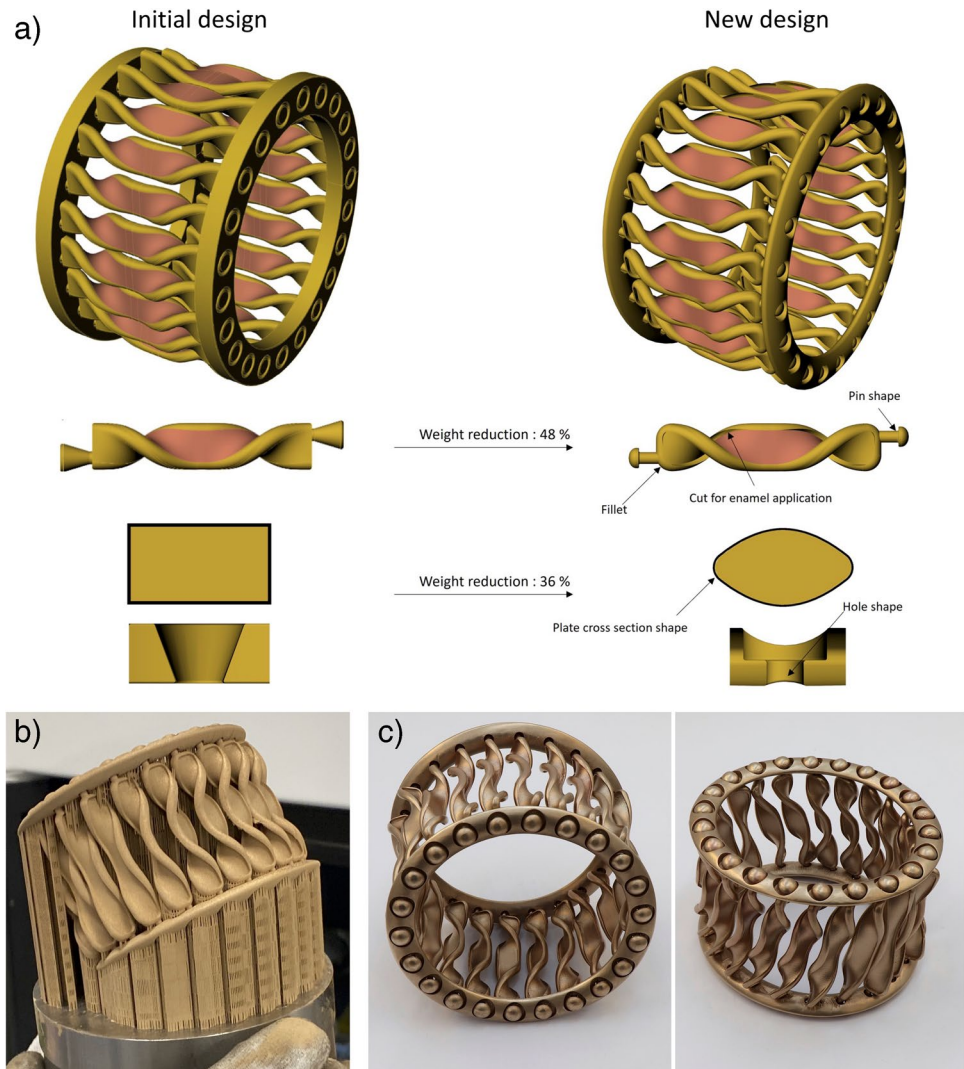 a)
Initial design
New design
Pin shape
Weight reduction : 48 %
Cut for enamel application
Fillet
Weight reduction : 36 %
Hole shape
Plate cross section shape
b)
c)